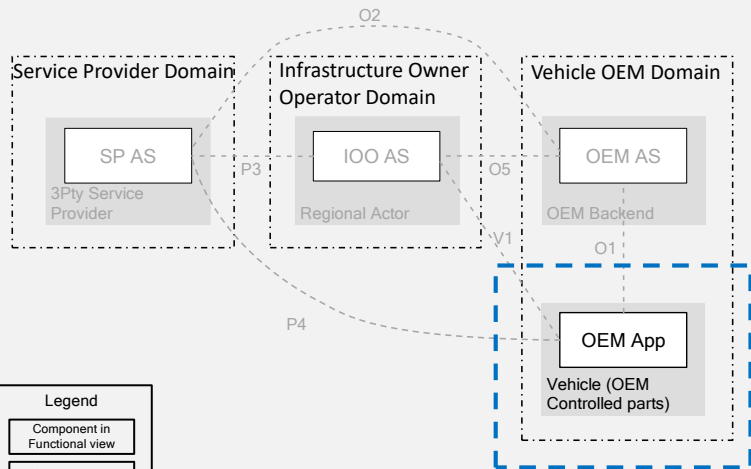 O2
Service Provider Domain
Infrastructure Owner
Operator Domain
Vehicle OEM Domain
SP AS
P3
IOO AS
O5
OEM AS
3Pty Service
Provider
Regional Actor
OEM Backend
V1
O1
P4
OEM App
Vehicle (OEM
Controlled parts)
Legend
Component in
Functional view